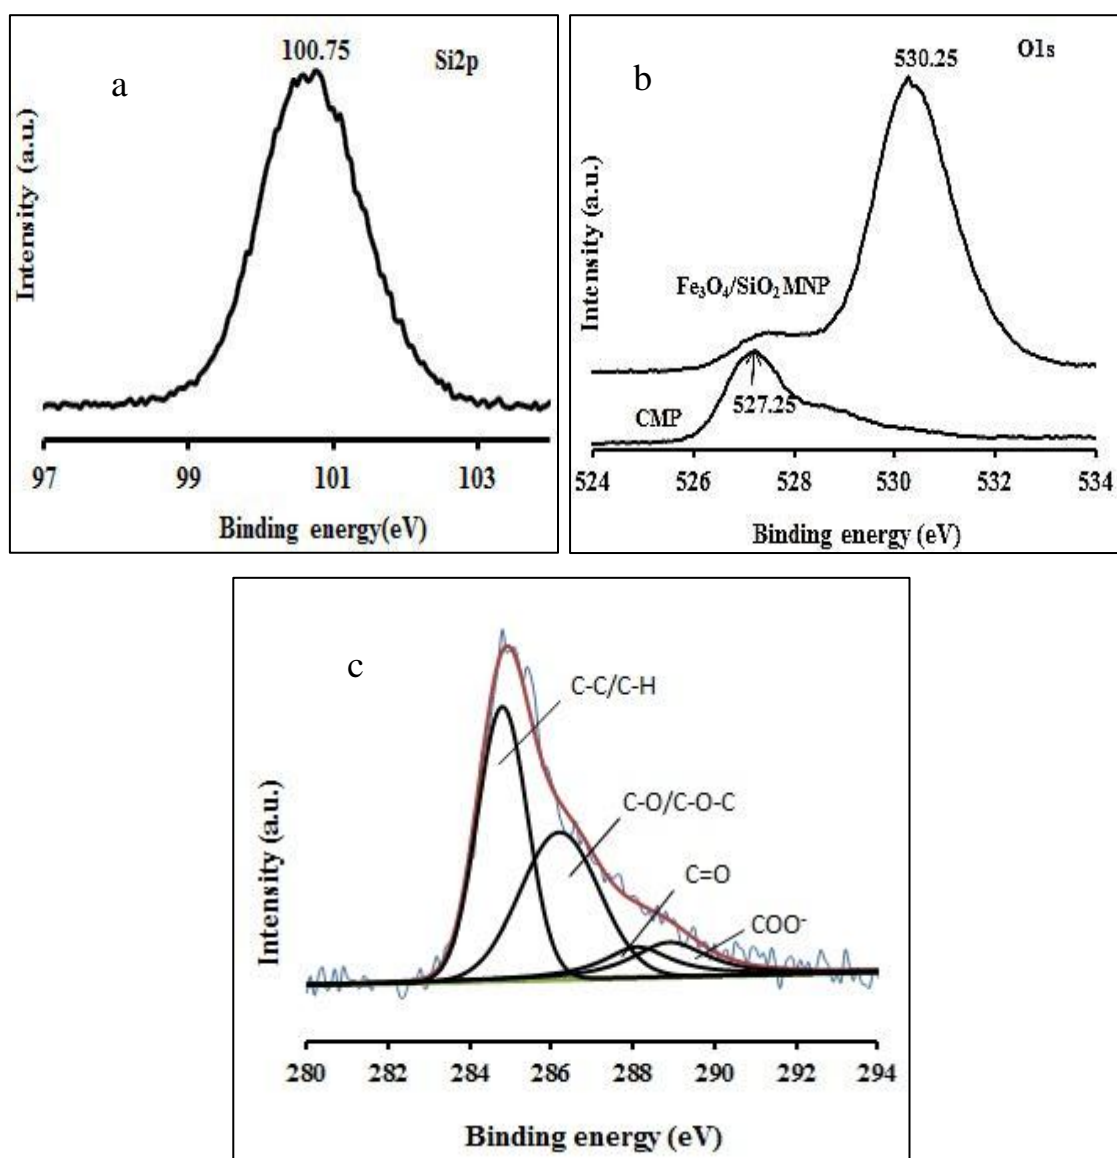 a
100.75
Si2p
Intensity (a.u.)
97 99 101 103
Binding energy(eV)
b
530.25
O1s
Intensity (a.u.)
Fe₃O₄/SiO₂ MNP
CMP
527.25
524 526 528 530 532 534
Binding energy (eV)
c
C-C/C-H
C-O/C-O-C
C=O
COO⁻
Intensity (a.u.)
280 282 284 286 288 290 292 294
Binding energy (eV)